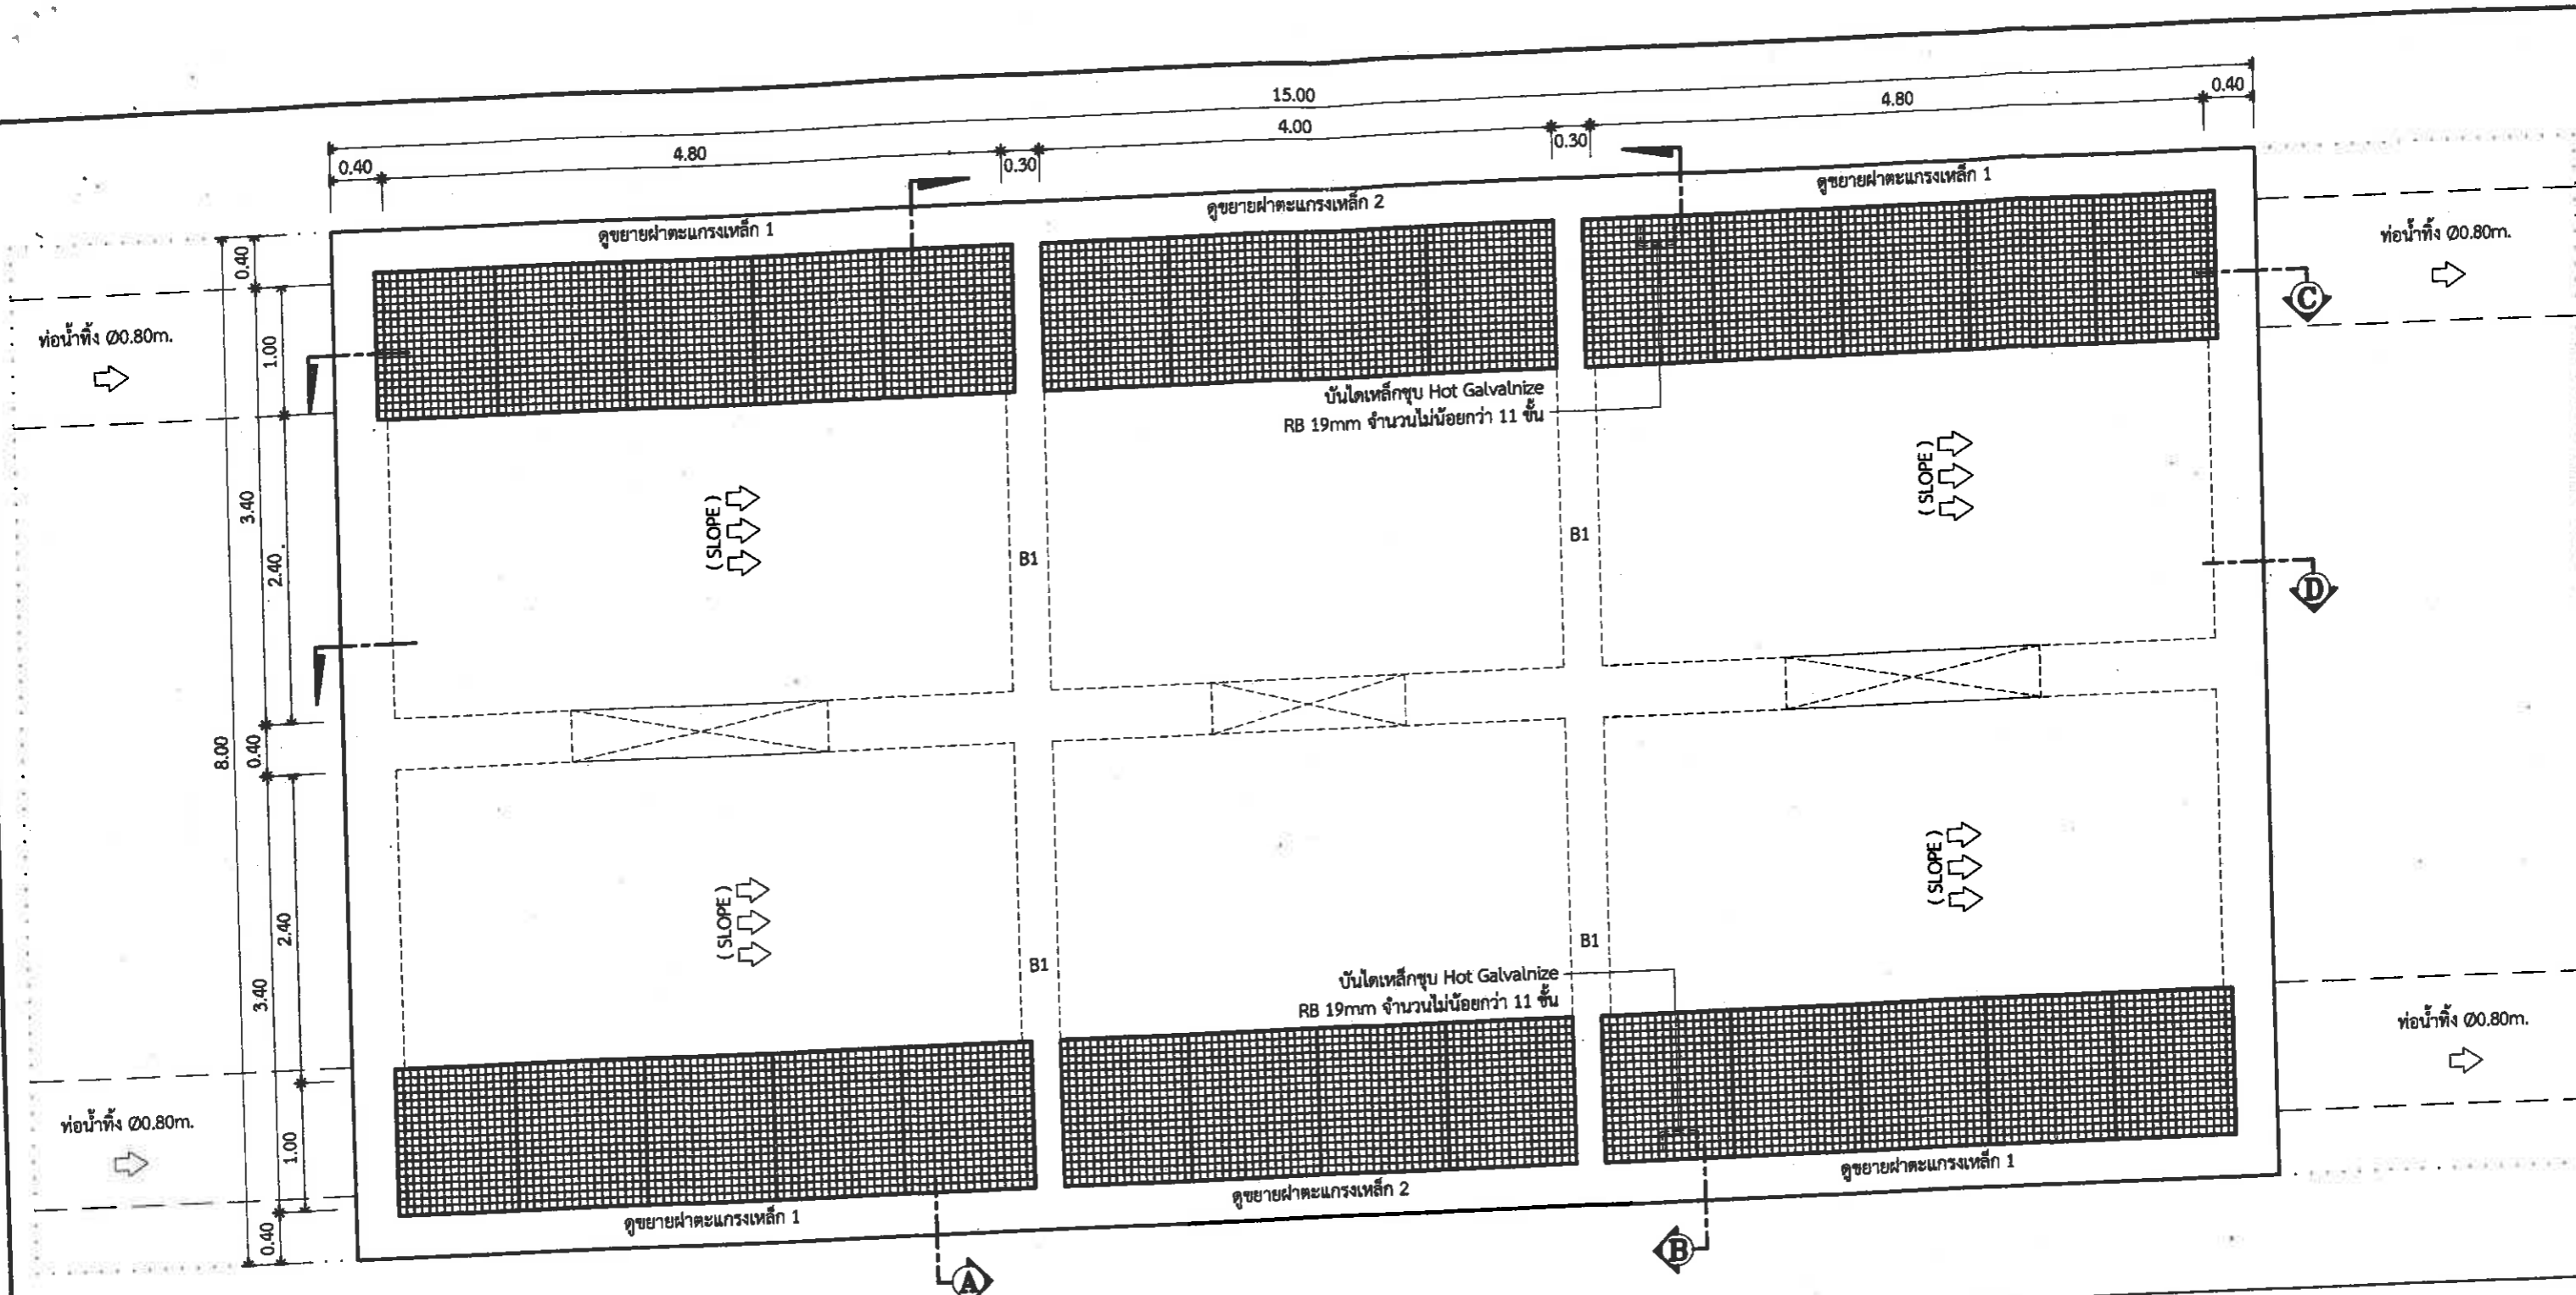 15.00
0.40
4.80
0.30
4.00
0.30
4.80
0.40
ดูขยายฝาตะแกรงเหล็ก 1
ดูขยายฝาตะแกรงเหล็ก 2
ดูขยายฝาตะแกรงเหล็ก 1
ท่อน้ำทิ้ง Ø0.80m.
ท่อน้ำทิ้ง Ø0.80m.
C
0.40
1.00
3.40
2.40
8.00
0.40
2.40
3.40
1.00
0.40
บันไดเหล็กชุบ Hot Galvalnize
RB 19mm จำนวนไม่น้อยกว่า 11 ขั้น
( SLOPE )
( SLOPE )
B1
B1
D
( SLOPE )
( SLOPE )
B1
B1
บันไดเหล็กชุบ Hot Galvalnize
RB 19mm จำนวนไม่น้อยกว่า 11 ขั้น
ท่อน้ำทิ้ง Ø0.80m.
ท่อน้ำทิ้ง Ø0.80m.
ดูขยายฝาตะแกรงเหล็ก 1
ดูขยายฝาตะแกรงเหล็ก 2
ดูขยายฝาตะแกรงเหล็ก 1
A
B